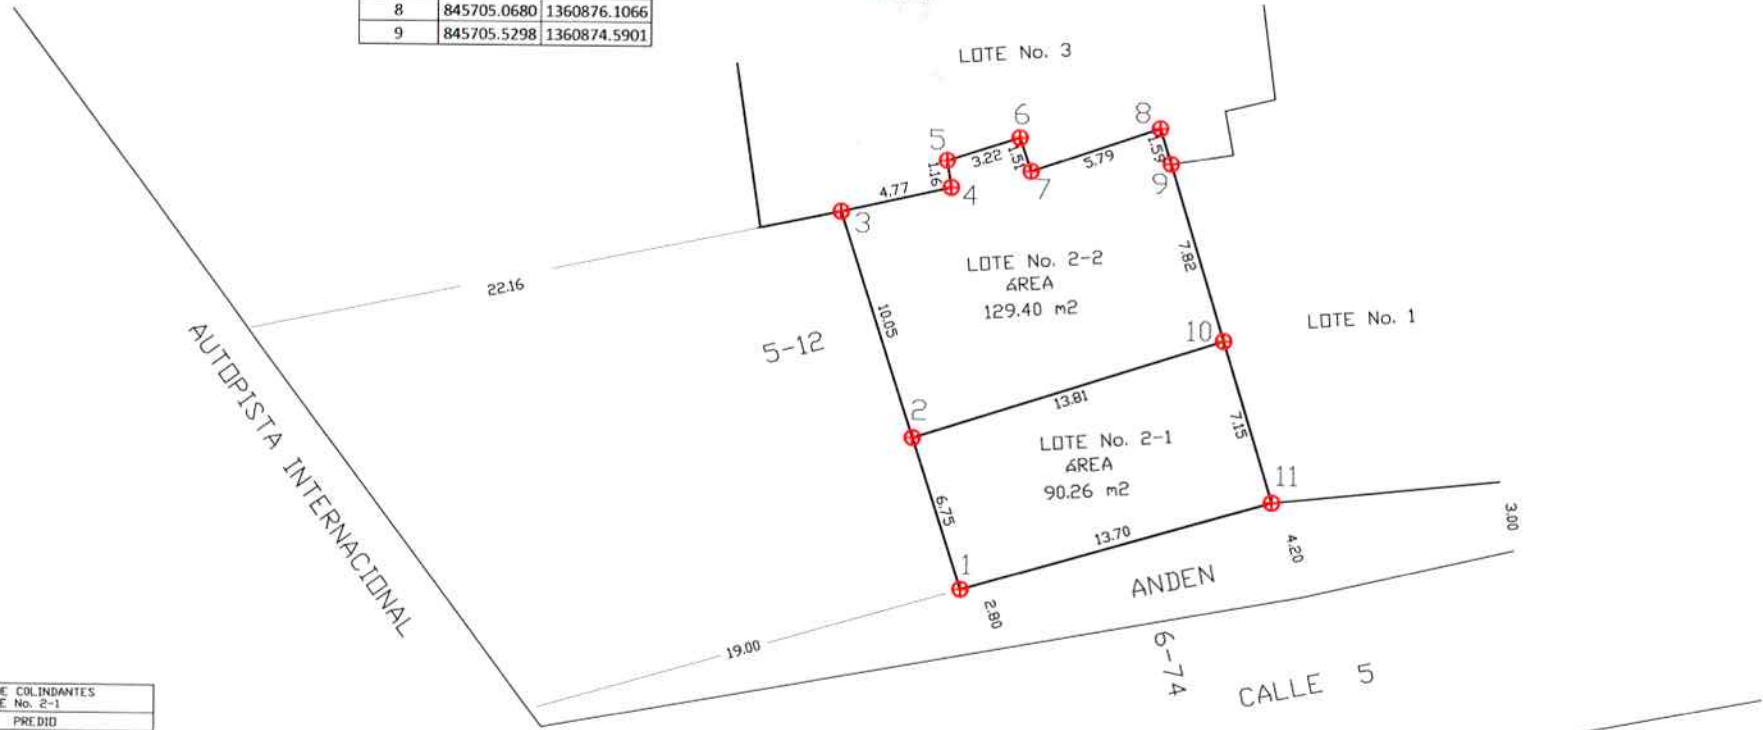 8 845705.0680 1360876.1066
9 845705.5298 1360874.5901
LOTE No. 3
6
8
5
3.22
1.51
5.79
1.59
7
9
1.16
4
4.77
3
LOTE No. 2-2
AREA
129.40 m2
7.82
22.16
10.05
5-12
10
LOTE No. 1
AUTOPISTA INTERNACIONAL
2
13.81
7.15
LOTE No. 2-1
AREA
90.26 m2
11
6.75
13.70
3.00
4.20
1
ANDEN
2.80
19.00
6-74
CALLE 5
E COLINDANTES
E No. 2-1
PREDIO